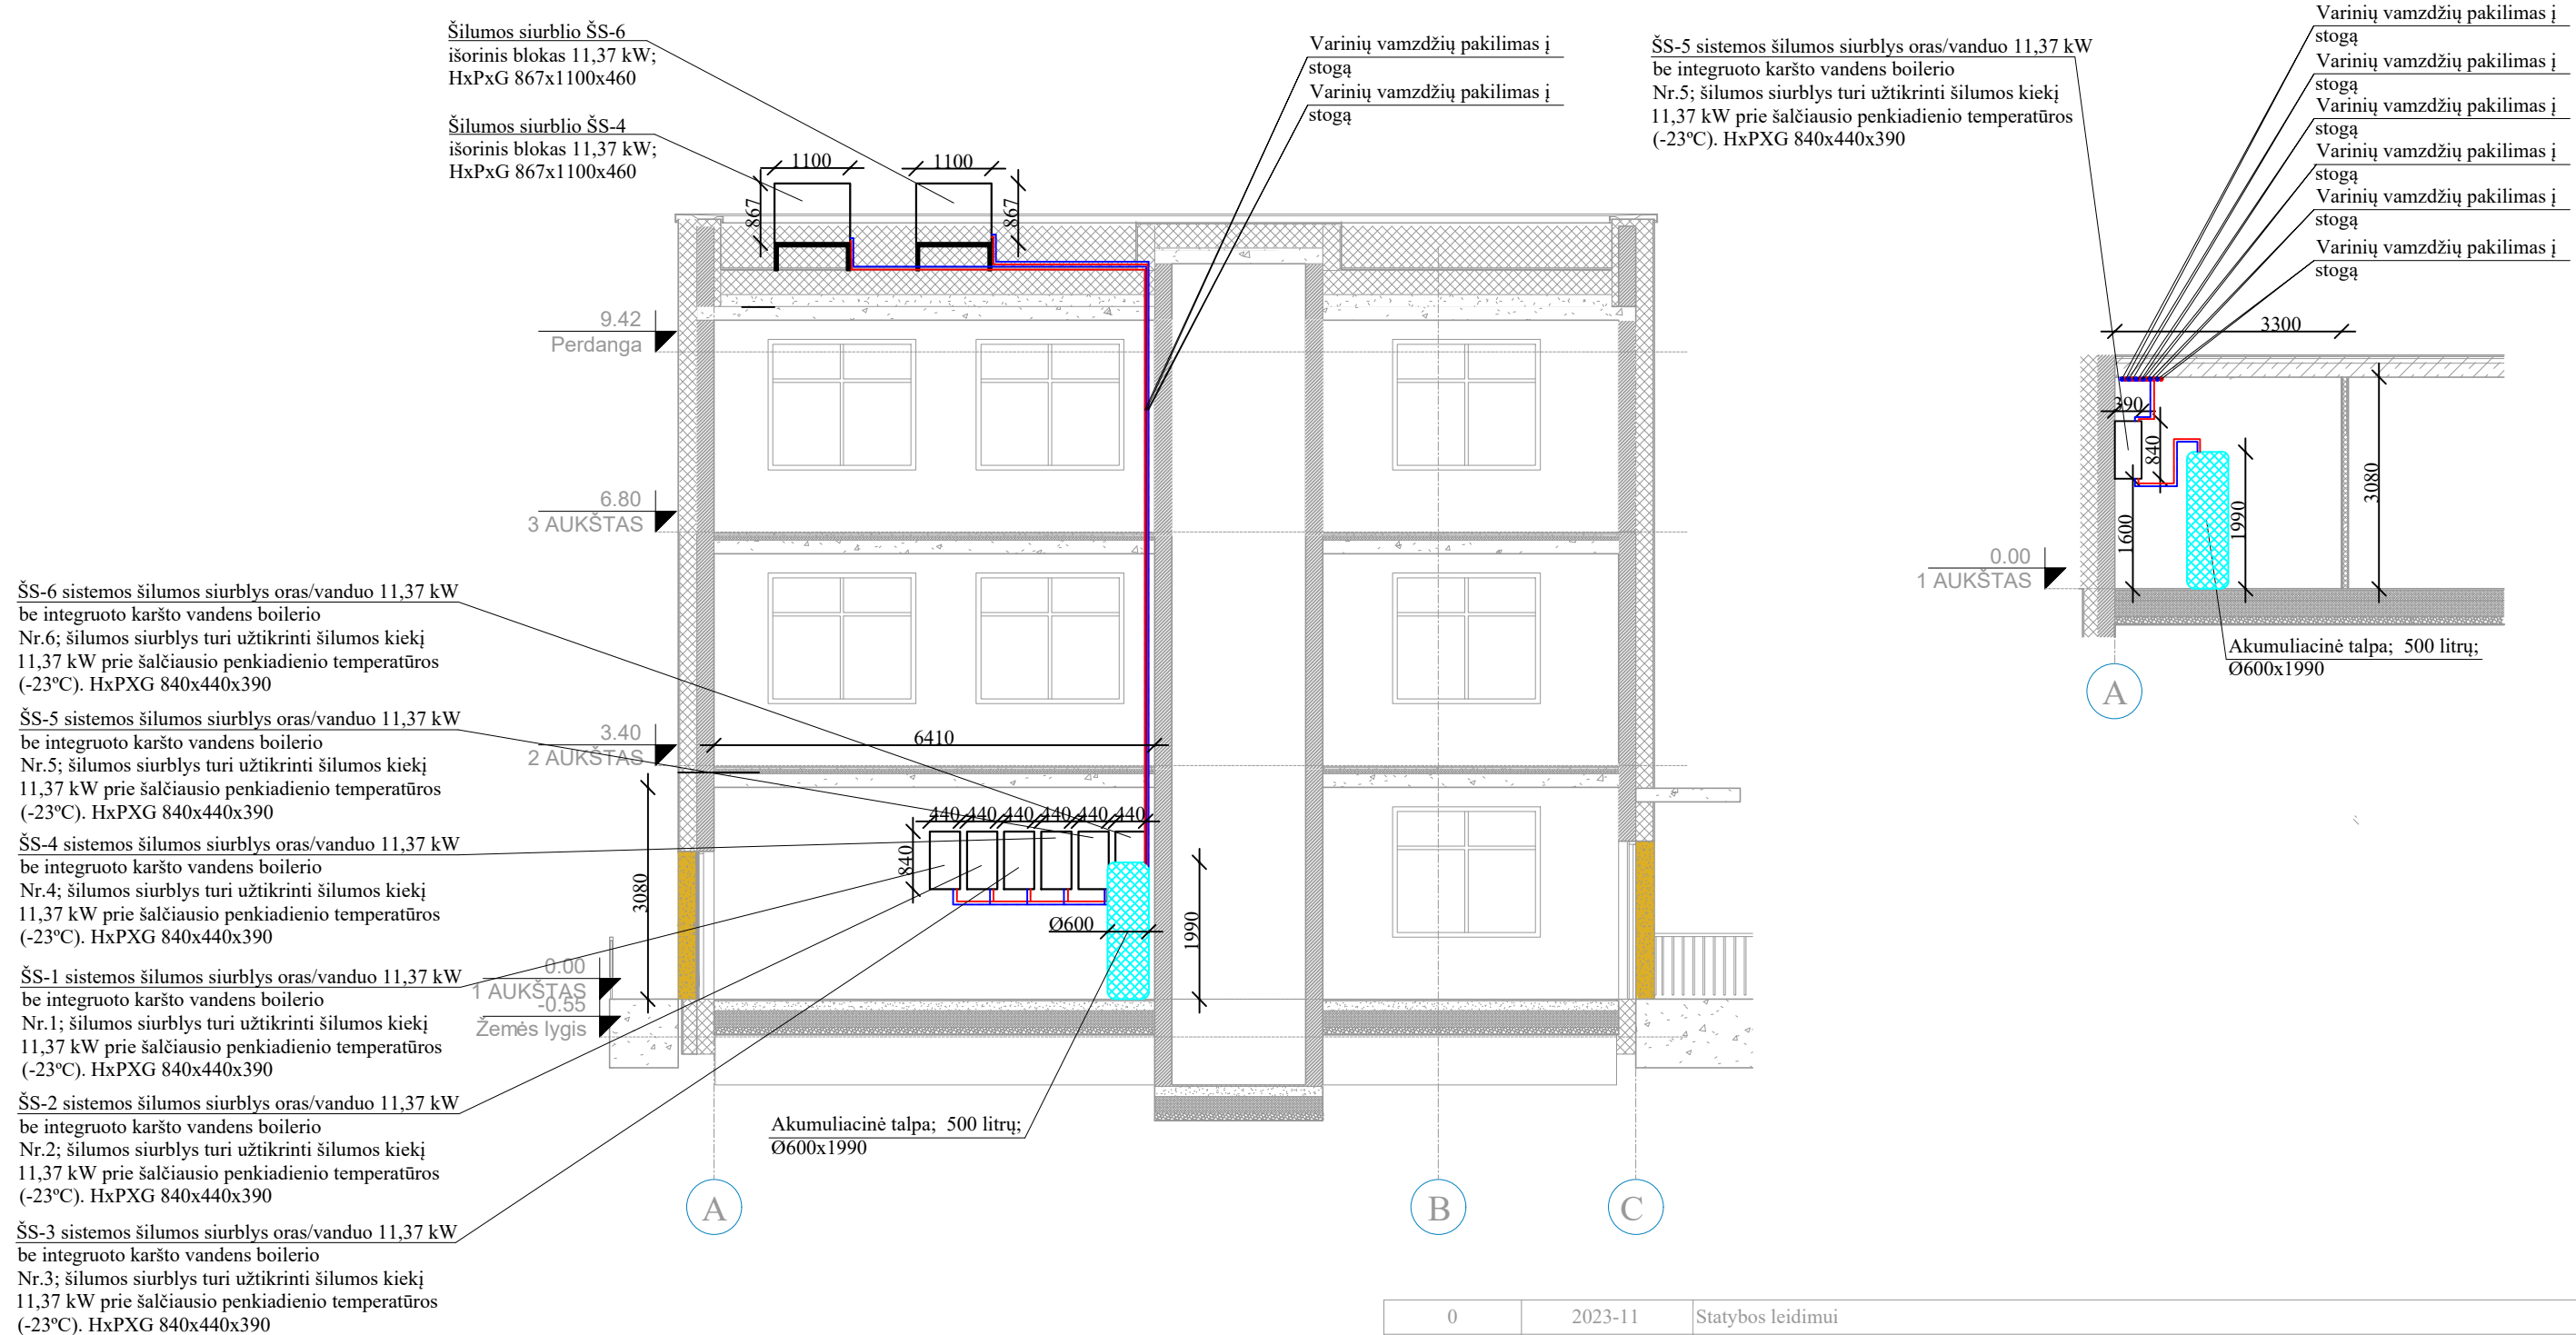 Šilumos siurblio ŠS-6
išorinis blokas 11,37 kW;
HxPxG 867x1100x460
Šilumos siurblio ŠS-4
išorinis blokas 11,37 kW;
HxPxG 867x1100x460
1100
1100
867
867
Varinių vamzdžių pakilimas į
stogą
Varinių vamzdžių pakilimas į
stogą
9.42
Perdanga
6.80
3 AUKŠTAS
3.40
2 AUKŠTAS
0.00
1 AUKŠTAS
-0.55
Žemės lygis
6410
440
440
440
440
440
440
840
3080
Ø600
1990
ŠS-6 sistemos šilumos siurblys oras/vanduo 11,37 kW
be integruoto karšto vandens boilerio
Nr.6; šilumos siurblys turi užtikrinti šilumos kiekį
11,37 kW prie šalčiausio penkiadienio temperatūros
(-23ºC). HxPXG 840x440x390
ŠS-5 sistemos šilumos siurblys oras/vanduo 11,37 kW
be integruoto karšto vandens boilerio
Nr.5; šilumos siurblys turi užtikrinti šilumos kiekį
11,37 kW prie šalčiausio penkiadienio temperatūros
(-23ºC). HxPXG 840x440x390
ŠS-4 sistemos šilumos siurblys oras/vanduo 11,37 kW
be integruoto karšto vandens boilerio
Nr.4; šilumos siurblys turi užtikrinti šilumos kiekį
11,37 kW prie šalčiausio penkiadienio temperatūros
(-23ºC). HxPXG 840x440x390
ŠS-1 sistemos šilumos siurblys oras/vanduo 11,37 kW
be integruoto karšto vandens boilerio
Nr.1; šilumos siurblys turi užtikrinti šilumos kiekį
11,37 kW prie šalčiausio penkiadienio temperatūros
(-23ºC). HxPXG 840x440x390
ŠS-2 sistemos šilumos siurblys oras/vanduo 11,37 kW
be integruoto karšto vandens boilerio
Nr.2; šilumos siurblys turi užtikrinti šilumos kiekį
11,37 kW prie šalčiausio penkiadienio temperatūros
(-23ºC). HxPXG 840x440x390
ŠS-3 sistemos šilumos siurblys oras/vanduo 11,37 kW
be integruoto karšto vandens boilerio
Nr.3; šilumos siurblys turi užtikrinti šilumos kiekį
11,37 kW prie šalčiausio penkiadienio temperatūros
(-23ºC). HxPXG 840x440x390
Akumuliacinė talpa; 500 litrų;
Ø600x1990
A
B
C
ŠS-5 sistemos šilumos siurblys oras/vanduo 11,37 kW
be integruoto karšto vandens boilerio
Nr.5; šilumos siurblys turi užtikrinti šilumos kiekį
11,37 kW prie šalčiausio penkiadienio temperatūros
(-23ºC). HxPXG 840x440x390
Varinių vamzdžių pakilimas į
stogą
Varinių vamzdžių pakilimas į
stogą
Varinių vamzdžių pakilimas į
stogą
Varinių vamzdžių pakilimas į
stogą
Varinių vamzdžių pakilimas į
stogą
Varinių vamzdžių pakilimas į
stogą
3300
390
840
1600
1990
3080
0.00
1 AUKŠTAS
Akumuliacinė talpa; 500 litrų;
Ø600x1990
A
0 2023-11 Statybos leidimui